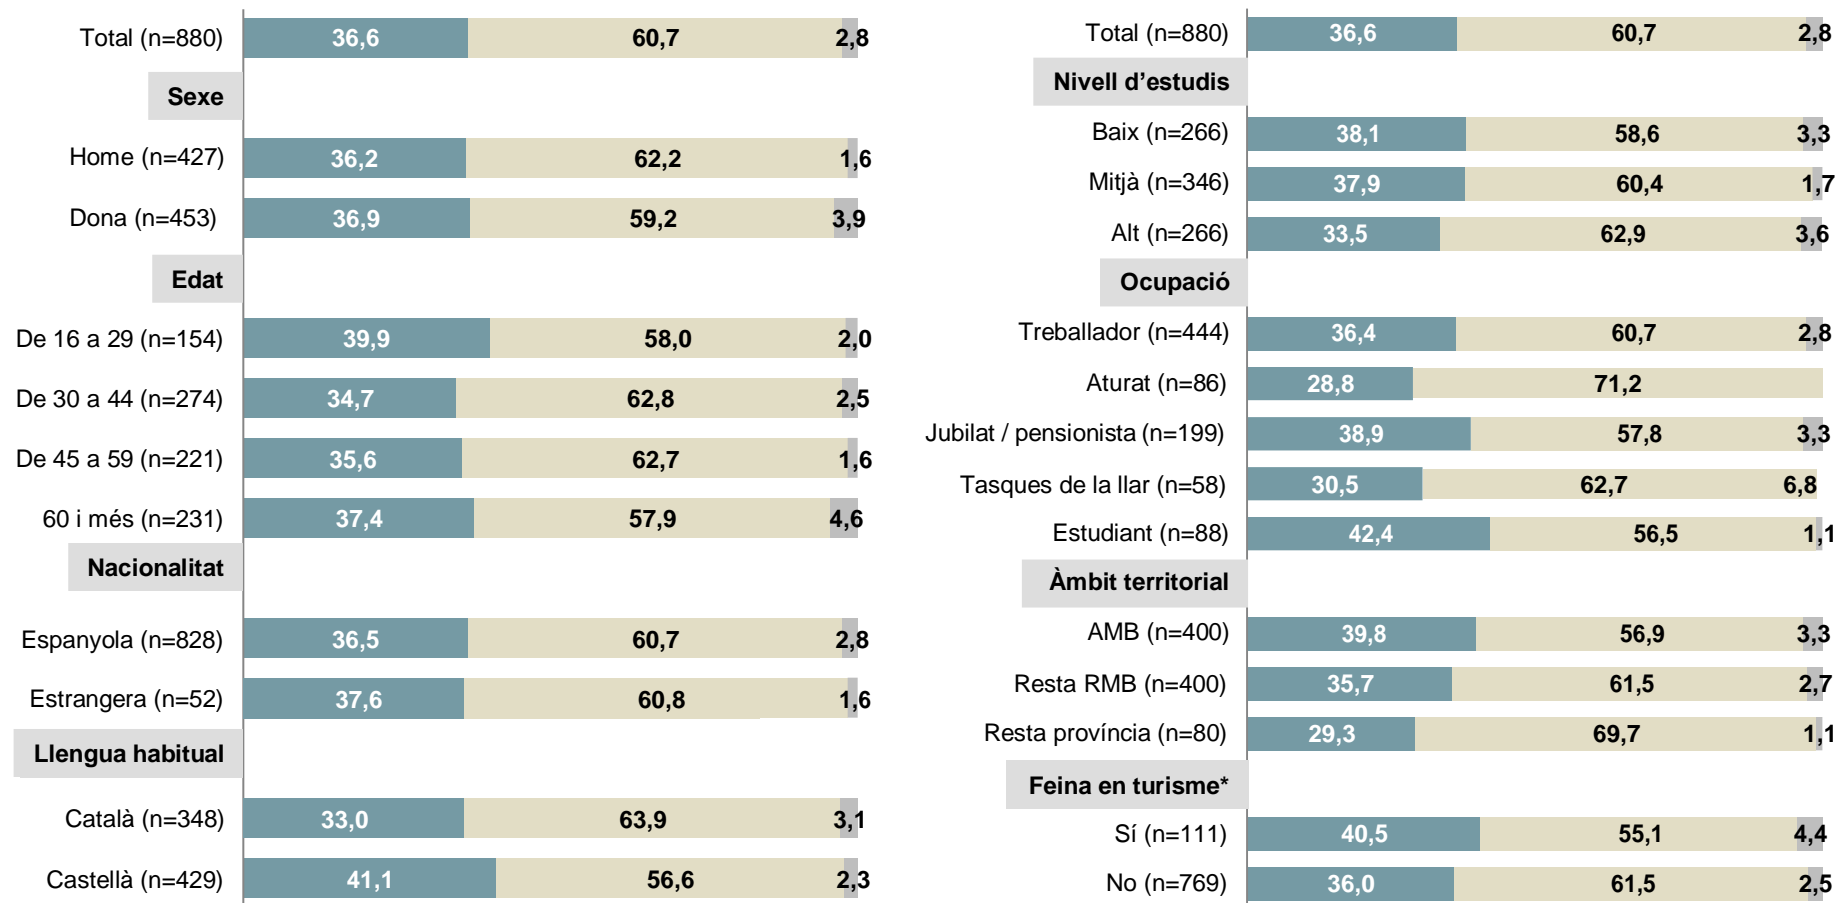 Total (n=880) 36,6 60,7 2,8
Sexe
Home (n=427) 36,2 62,2 1,6
Dona (n=453) 36,9 59,2 3,9
Edat
De 16 a 29 (n=154) 39,9 58,0 2,0
De 30 a 44 (n=274) 34,7 62,8 2,5
De 45 a 59 (n=221) 35,6 62,7 1,6
60 i més (n=231) 37,4 57,9 4,6
Nacionalitat
Espanyola (n=828) 36,5 60,7 2,8
Estrangera (n=52) 37,6 60,8 1,6
Llengua habitual
Català (n=348) 33,0 63,9 3,1
Castellà (n=429) 41,1 56,6 2,3
Total (n=880) 36,6 60,7 2,8
Nivell d’estudis
Baix (n=266) 38,1 58,6 3,3
Mitjà (n=346) 37,9 60,4 1,7
Alt (n=266) 33,5 62,9 3,6
Ocupació
Treballador (n=444) 36,4 60,7 2,8
Aturat (n=86) 28,8 71,2
Jubilat / pensionista (n=199) 38,9 57,8 3,3
Tasques de la llar (n=58) 30,5 62,7 6,8
Estudiant (n=88) 42,4 56,5 1,1
Àmbit territorial
AMB (n=400) 39,8 56,9 3,3
Resta RMB (n=400) 35,7 61,5 2,7
Resta província (n=80) 29,3 69,7 1,1
Feina en turisme*
Sí (n=111) 40,5 55,1 4,4
No (n=769) 36,0 61,5 2,5